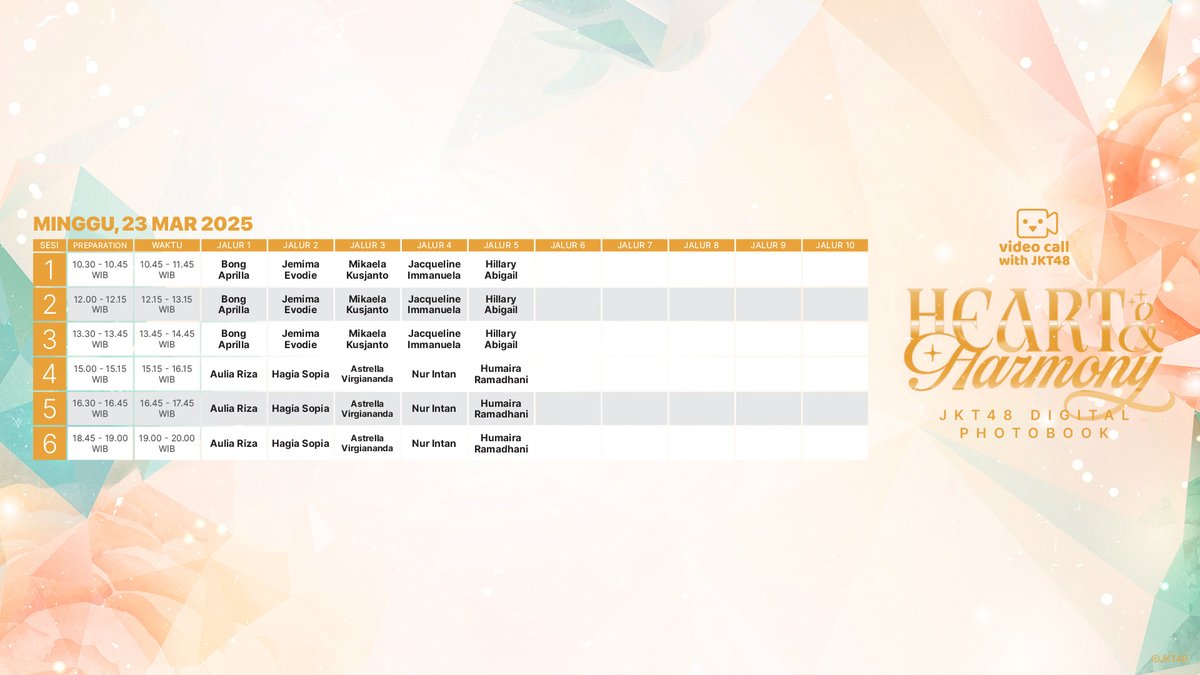 MINGGU, 23 MAR 2025
SESI PREPARATION WAKTU JALUR 1 JALUR 2 JALUR 3 JALUR 4 JALUR 5 JALUR 6 JALUR 7 JALUR 8 JALUR 9 JALUR 10
1 10.30 - 10.45 WIB 10.45 - 11.45 WIB Bong Aprilla Jemima Evodie Mikaela Kusjanto Jacqueline Immanuela Hillary Abigail
2 12.00 - 12.15 WIB 12.15 - 13.15 WIB Bong Aprilla Jemima Evodie Mikaela Kusjanto Jacqueline Immanuela Hillary Abigail
3 13.30 - 13.45 WIB 13.45 - 14.45 WIB Bong Aprilla Jemima Evodie Mikaela Kusjanto Jacqueline Immanuela Hillary Abigail
4 15.00 - 15.15 WIB 15.15 - 16.15 WIB Aulia Riza Hagia Sopia Astrella Virgiananda Nur Intan Humaira Ramadhani
5 16.30 - 16.45 WIB 16.45 - 17.45 WIB Aulia Riza Hagia Sopia Astrella Virgiananda Nur Intan Humaira Ramadhani
6 18.45 - 19.00 WIB 19.00 - 20.00 WIB Aulia Riza Hagia Sopia Astrella Virgiananda Nur Intan Humaira Ramadhani
video call
with JKT48
HEART &
Harmony
JKT48 DIGITAL
PHOTOBOOK
©JKT48